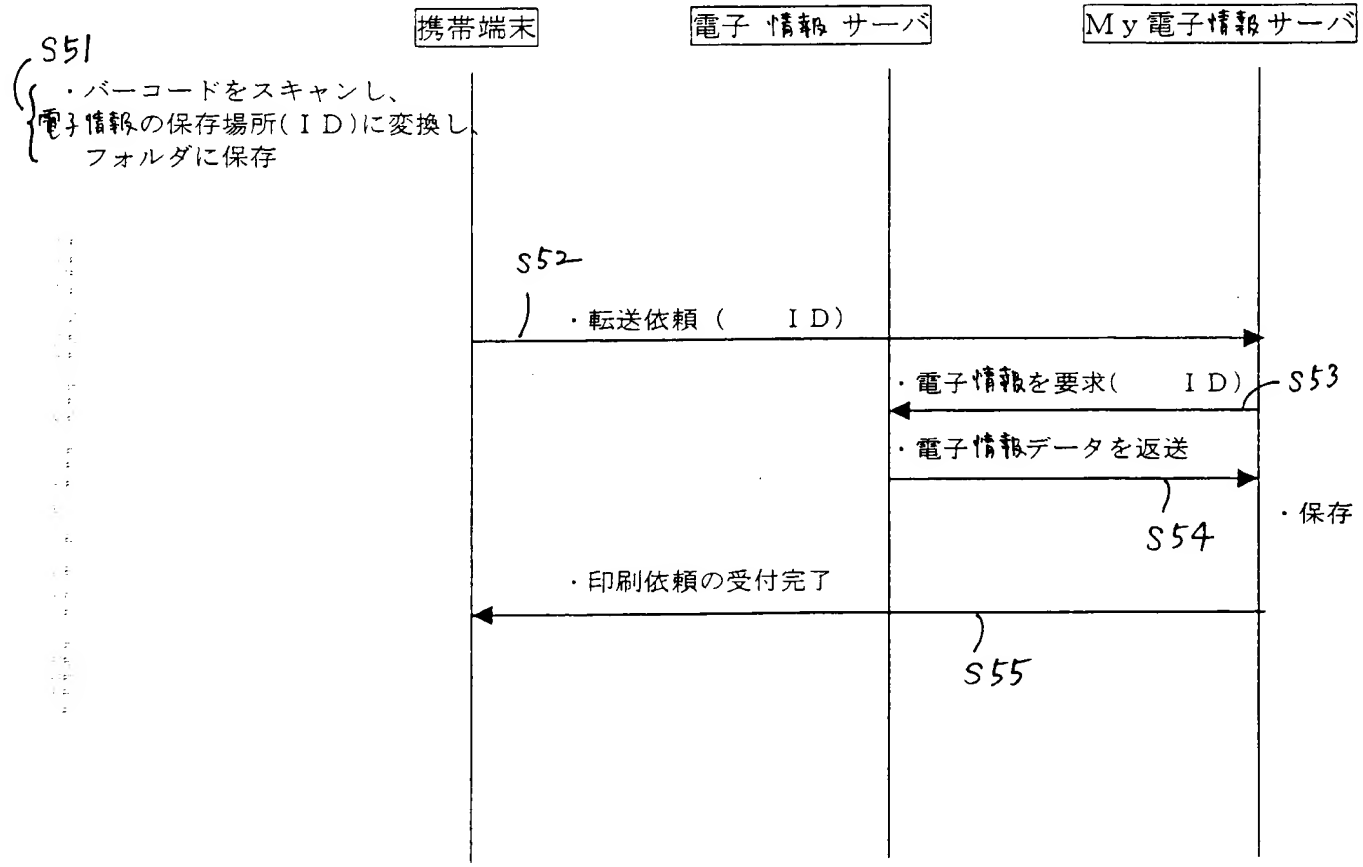 携帯端末
電子 情報 サーバ
My電子情報サーバ
S51
・バーコードをスキャンし、
電子情報の保存場所(ID)に変換し、
フォルダに保存
S52
・転送依頼(　　ID)
・電子情報を要求(　　ID)
S53
・電子情報データを返送
S54
・保存
・印刷依頼の受付完了
S55